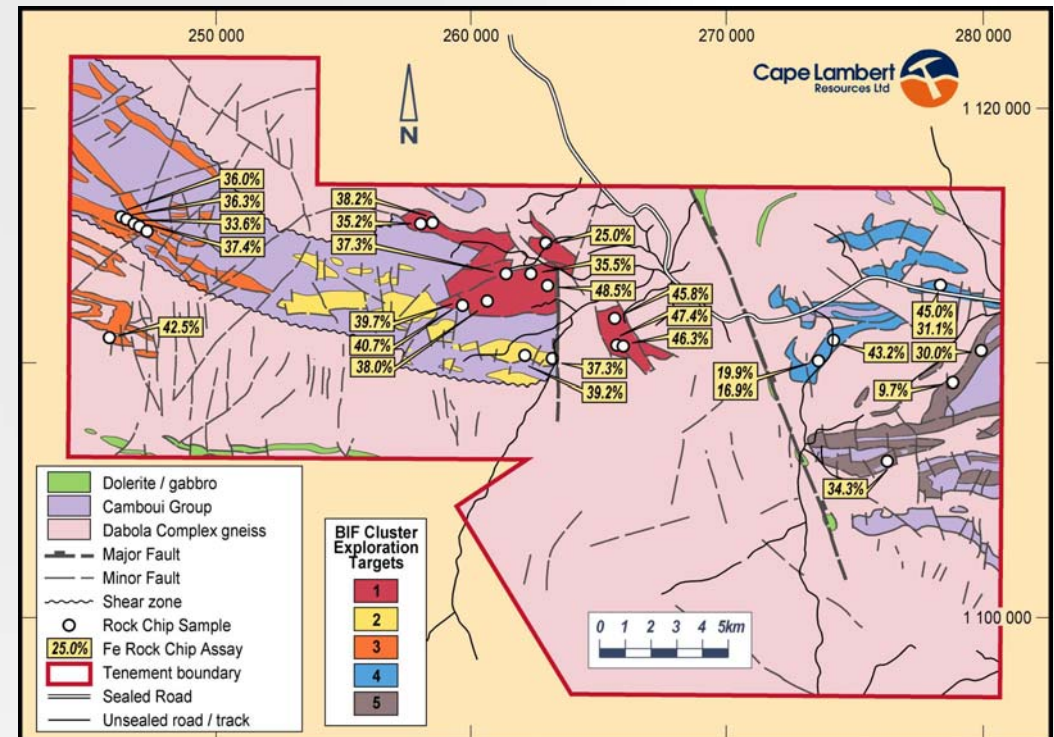 250 000
260 000
270 000
280 000
Cape Lambert
Resources Ltd
1 120 000
N
36.0%
36.3%
33.6%
37.4%
42.5%
38.2%
35.2%
37.3%
25.0%
35.5%
48.5%
39.7%
40.7%
38.0%
45.8%
47.4%
46.3%
37.3%
39.2%
45.0%
31.1%
43.2%
30.0%
19.9%
16.9%
9.7%
34.3%
Dolerite / gabbro
Camboui Group
Dabola Complex gneiss
Major Fault
Minor Fault
Shear zone
Rock Chip Sample
25.0% Fe Rock Chip Assay
Tenement boundary
Sealed Road
Unsealed road / track
BIF Cluster
Exploration
Targets
1
2
3
4
5
0 1 2 3 4 5km
1 100 000